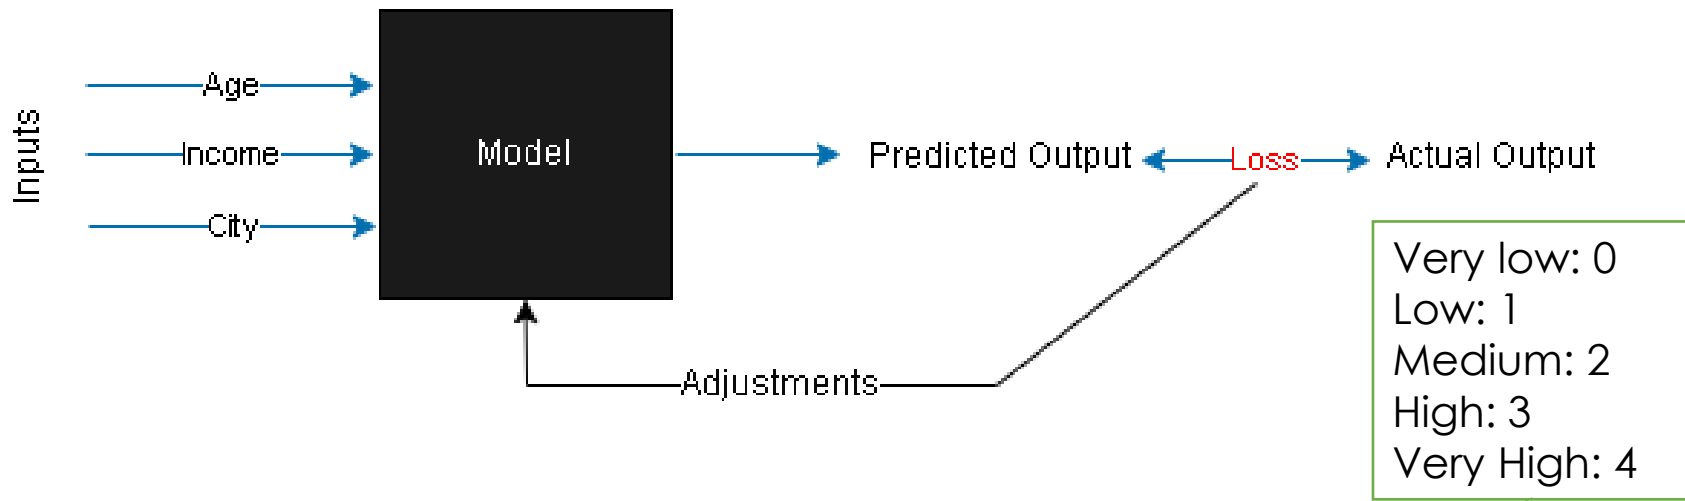 Inputs
Age
Income
City
Model
Predicted Output
Loss
Actual Output
Adjustments
Very low: 0
Low: 1
Medium: 2
High: 3
Very High: 4